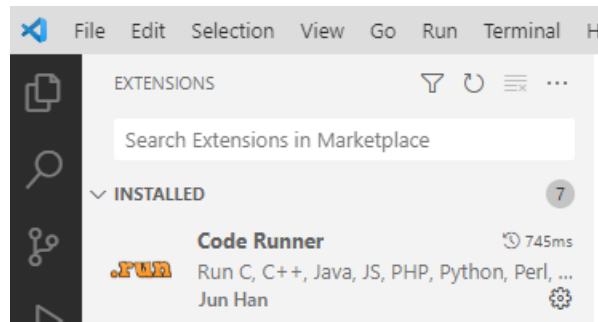 File Edit Selection View Go Run Terminal H
EXTENSIONS
Search Extensions in Marketplace
INSTALLED 7
Code Runner 745ms
.run Run C, C++, Java, JS, PHP, Python, Perl, ...
Jun Han